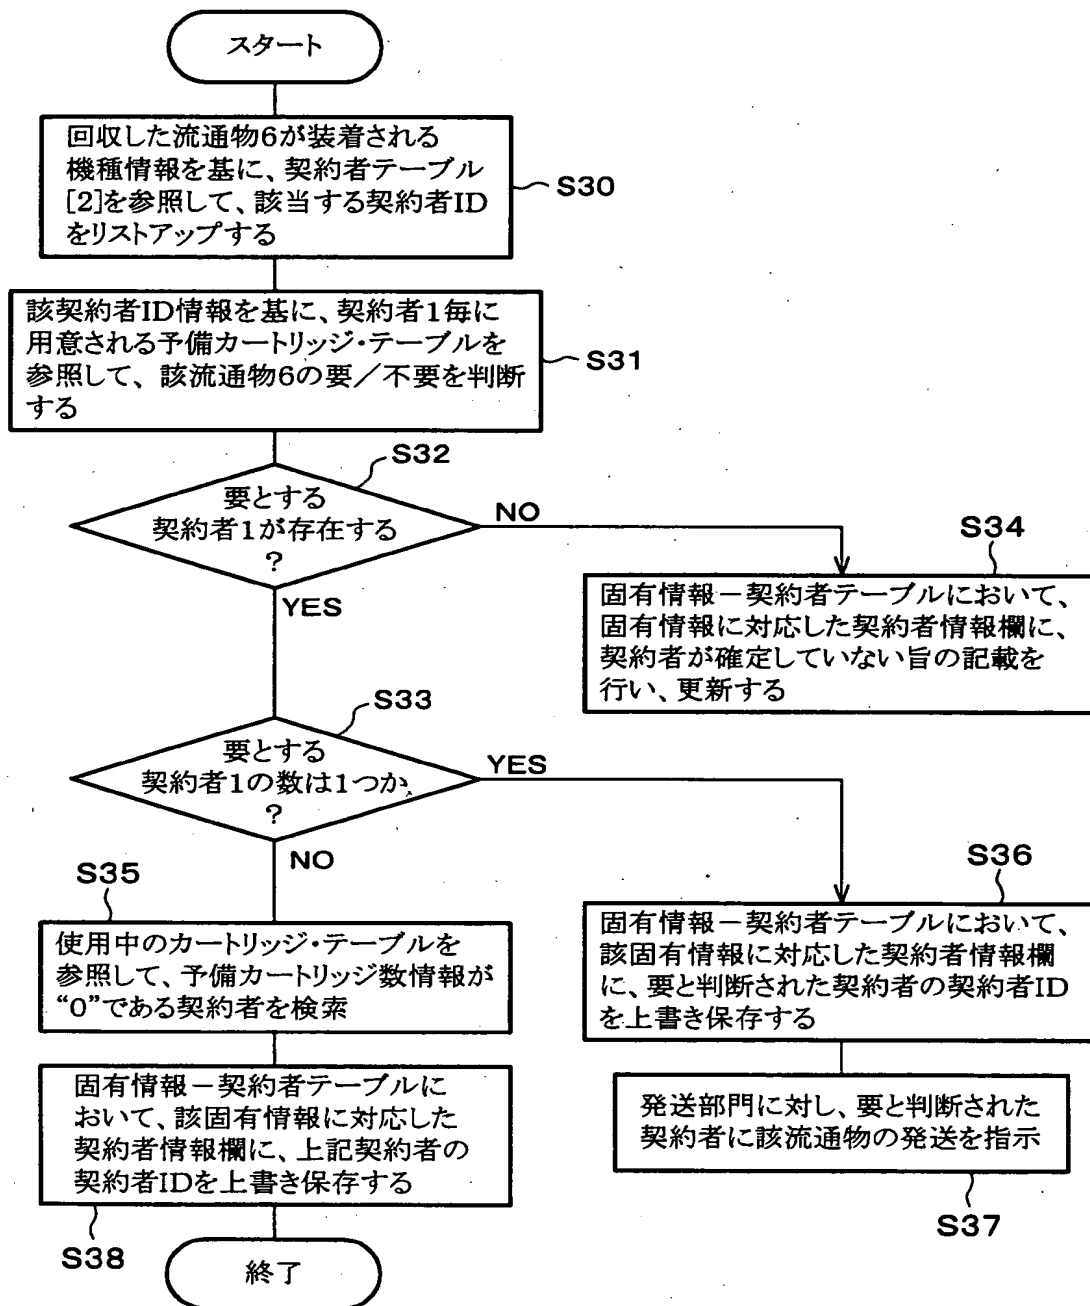 スタート
回収した流通物6が装着される
機種情報を基に、契約者テーブル
[2]を参照して、該当する契約者ID
をリストアップする
S30
該契約者ID情報を基に、契約者1毎に
用意される予備カートリッジ・テーブルを
参照して、該流通物6の要／不要を判断
する
S31
S32
要とする
契約者1が存在する
?
NO
YES
S34
固有情報－契約者テーブルにおいて、
固有情報に対応した契約者情報欄に、
契約者が確定していない旨の記載を
行い、更新する
S33
要とする
契約者1の数は1つか
?
YES
NO
S35
使用中のカートリッジ・テーブルを
参照して、予備カートリッジ数情報が
“0”である契約者を検索
S36
固有情報－契約者テーブルにおいて、
該固有情報に対応した契約者情報欄
に、要と判断された契約者の契約者ID
を上書き保存する
固有情報－契約者テーブルに
おいて、該固有情報に対応した
契約者情報欄に、上記契約者の
契約者IDを上書き保存する
S38
発送部門に対し、要と判断された
契約者に該流通物の発送を指示
S37
終了